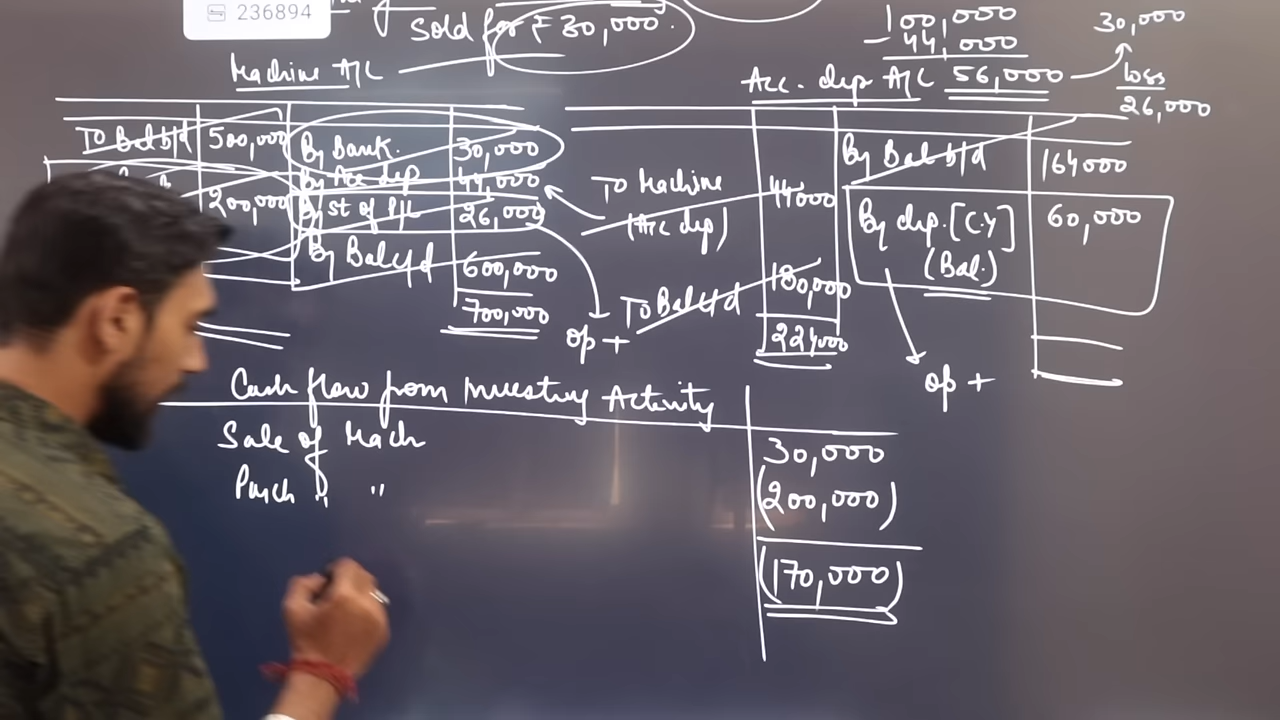 236894
Sold for ₹ 30,000.
100,000
- 44,000
56,000
30,000
loss
26,000
Machine A/C
Acc. dep A/C
To Bal b/d 500,000 By Bank. 30,000
By Acc dep 44,000
200,000 By st of P/L 26,000
By Bal c/d 600,000
700,000
op +
To Machine 44000 By Bal b/d 164000
(Acc dep) By dep. [C.Y] 60,000
(Bal.)
To Bal c/d 180,000
224000
op +
Cash flow from Investing Activity
Sale of Mach 30,000
Purch " " (200,000)
(170,000)